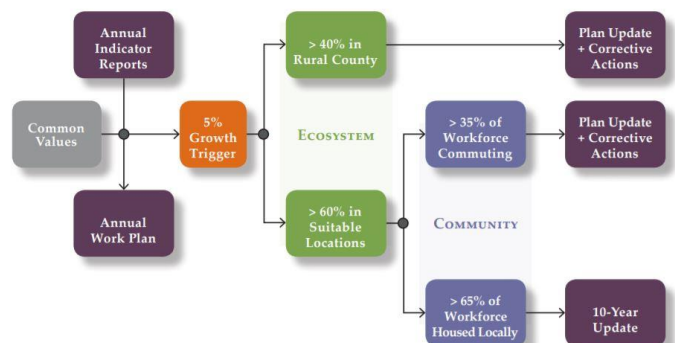 Annual
Indicator
Reports
> 40% in
Rural County
Plan Update
+ Corrective
Actions
Common
Values
5%
Growth
Trigger
ECOSYSTEM
> 35% of
Workforce
Commuting
Plan Update
+ Corrective
Actions
Annual
Work Plan
> 60% in
Suitable
Locations
COMMUNITY
> 65% of
Workforce
Housed Locally
10-Year
Update